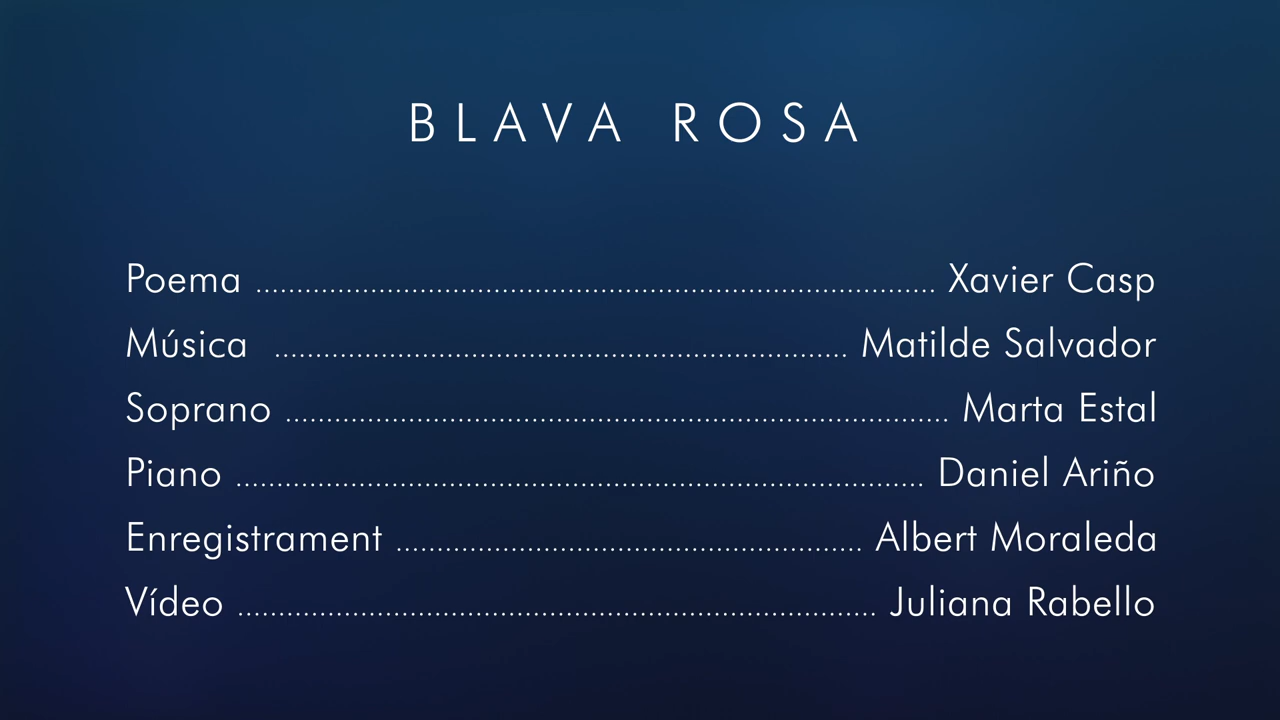 BLAVA ROSA
Poema ........................................................................................ Xavier Casp
Música .......................................................................... Matilde Salvador
Soprano ...................................................................................... Marta Estal
Piano ......................................................................................... Daniel Ariño
Enregistrament ............................................................. Albert Moraleda
Vídeo .................................................................................. Juliana Rabello